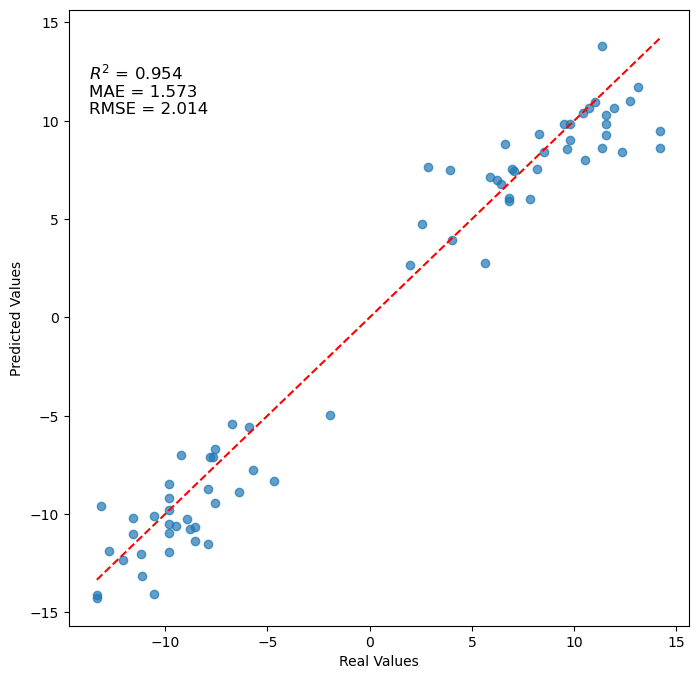 15
10
5
0
−5
−10
−15
Predicted Values
R² = 0.954
MAE = 1.573
RMSE = 2.014
−10
−5
0
5
10
15
Real Values